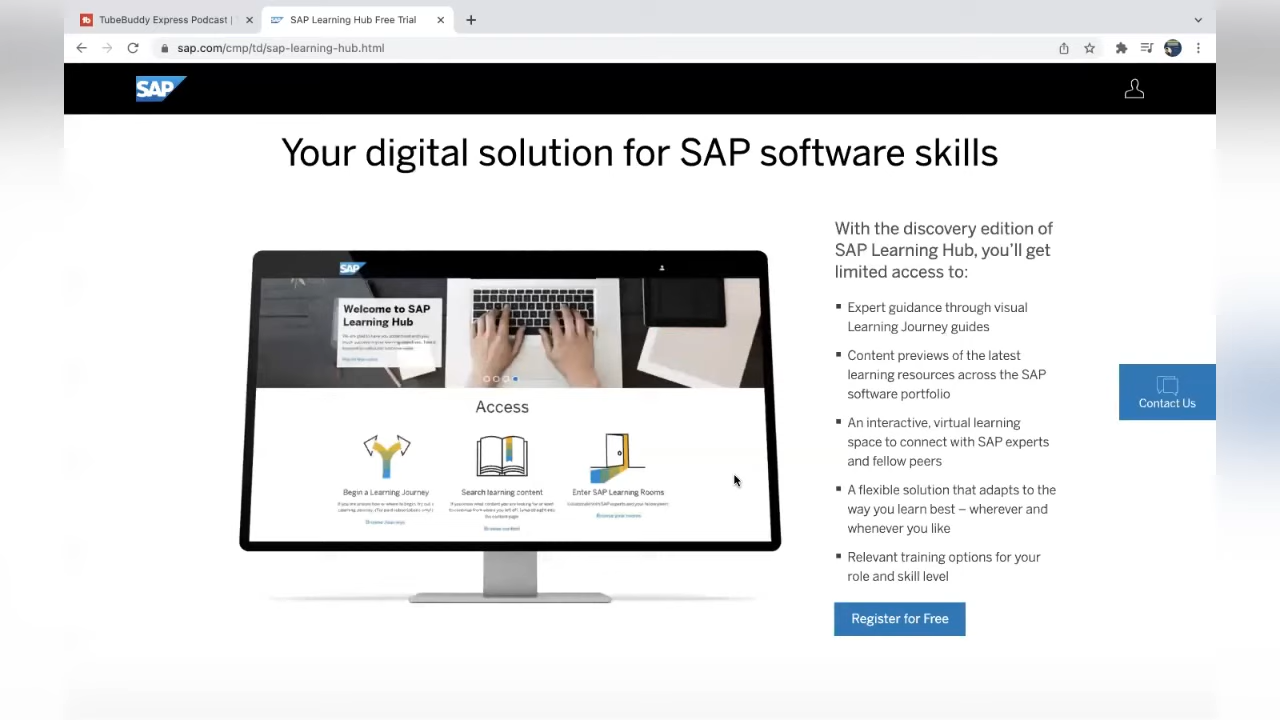 TubeBuddy Express Podcast |
SAP Learning Hub Free Trial
sap.com/cmp/td/sap-learning-hub.html
SAP
Your digital solution for SAP software skills
With the discovery edition of
SAP Learning Hub, you'll get
limited access to:
Expert guidance through visual
Learning Journey guides
Content previews of the latest
learning resources across the SAP
software portfolio
An interactive, virtual learning
space to connect with SAP experts
and fellow peers
A flexible solution that adapts to the
way you learn best – wherever and
whenever you like
Relevant training options for your
role and skill level
Register for Free
Contact Us
SAP
Welcome to SAP
Learning Hub
Access
Begin a Learning Journey
Search learning content
Enter SAP Learning Rooms